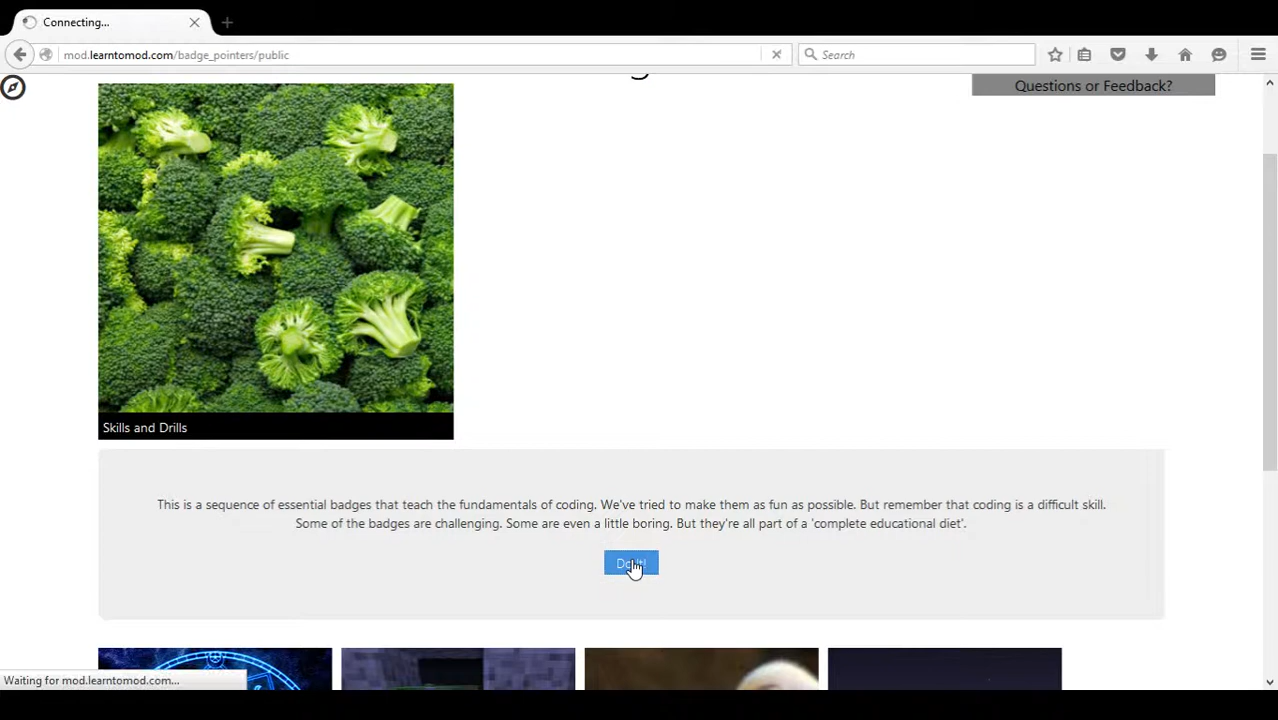 Connecting...
mod.learntomod.com/badge_pointers/public
Search
Questions or Feedback?
Skills and Drills
This is a sequence of essential badges that teach the fundamentals of coding. We've tried to make them as fun as possible. But remember that coding is a difficult skill.
Some of the badges are challenging. Some are even a little boring. But they're all part of a 'complete educational diet'.
Do it!
Waiting for mod.learntomod.com...